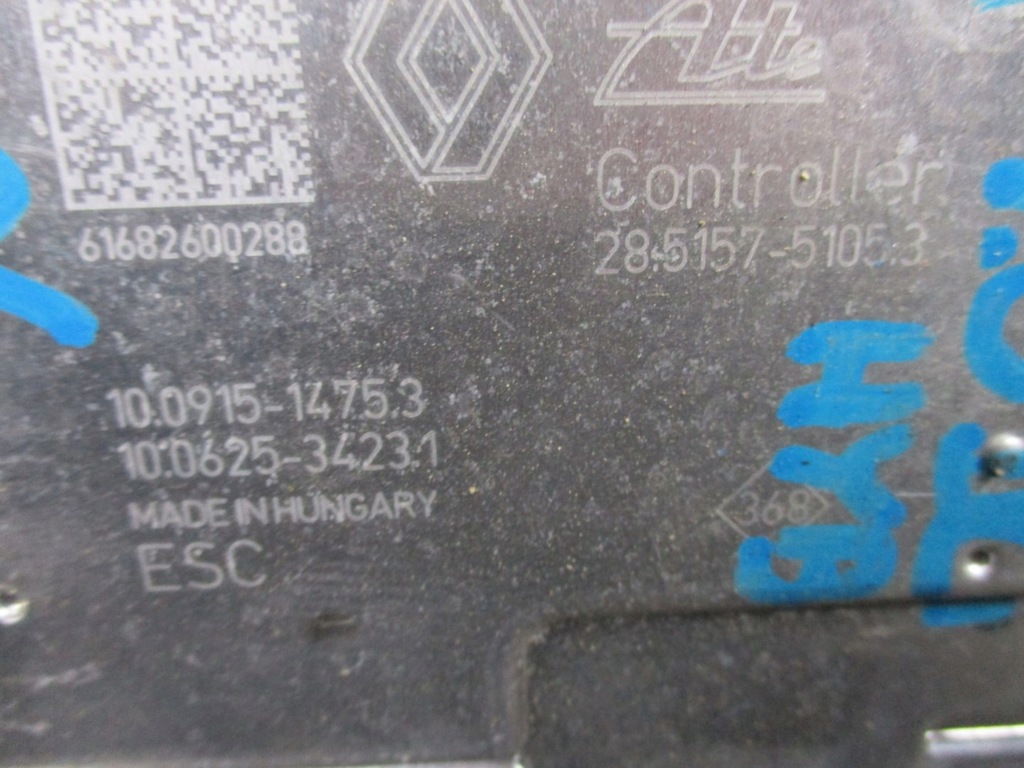 Ate
Controller
61682600288
28.5157-5105.3
10.0915-1475.3
10.0625-3423.1
MADE IN HUNGARY
368
ESC